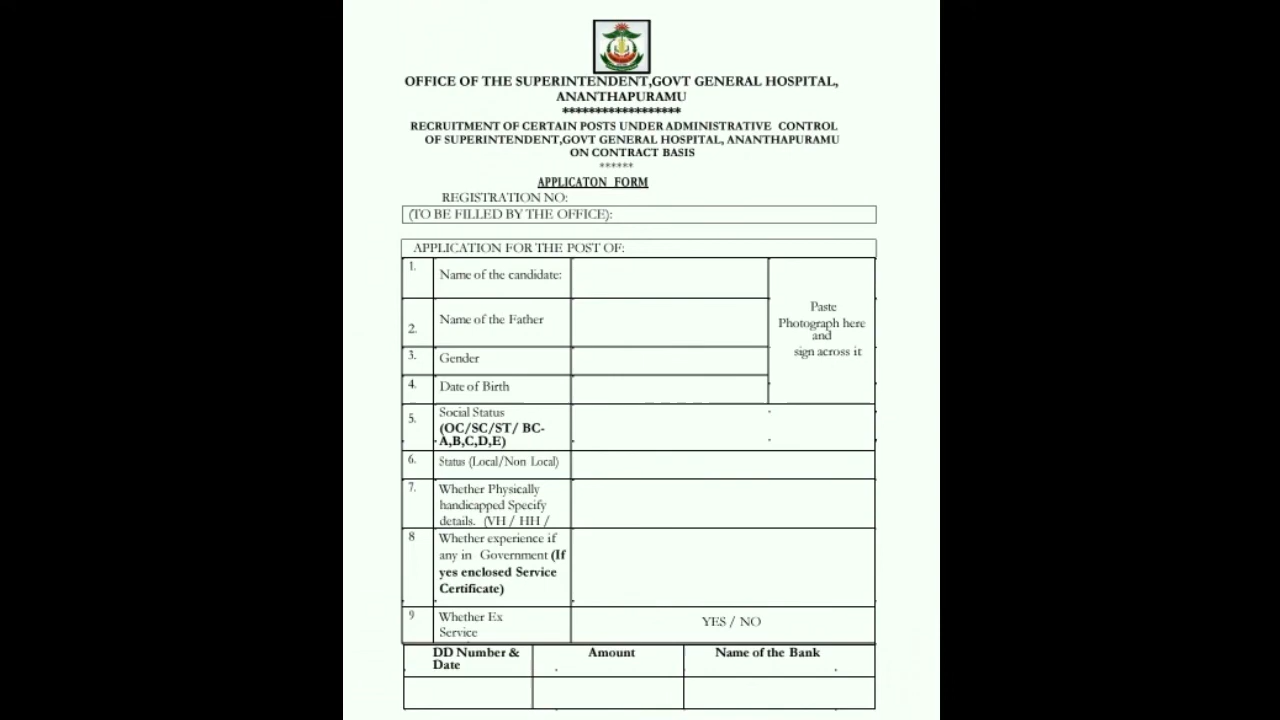 OFFICE OF THE SUPERINTENDENT,GOVT GENERAL HOSPITAL,
ANANTHAPURAMU
******************
RECRUITMENT OF CERTAIN POSTS UNDER ADMINISTRATIVE CONTROL
OF SUPERINTENDENT,GOVT GENERAL HOSPITAL, ANANTHAPURAMU
ON CONTRACT BASIS
******
APPLICATON FORM
REGISTRATION NO:
(TO BE FILLED BY THE OFFICE):
APPLICATION FOR THE POST OF:
1. Name of the candidate:
2. Name of the Father
3. Gender
4. Date of Birth
Paste
Photograph here
and
sign across it
5. Social Status
(OC/SC/ST/ BC-
A,B,C,D,E)
6. Status (Local/Non Local)
7. Whether Physically
handicapped Specify
details. (VH / HH /
8 Whether experience if
any in Government (If
yes enclosed Service
Certificate)
9 Whether Ex
Service
YES / NO
DD Number &
Date
Amount
Name of the Bank